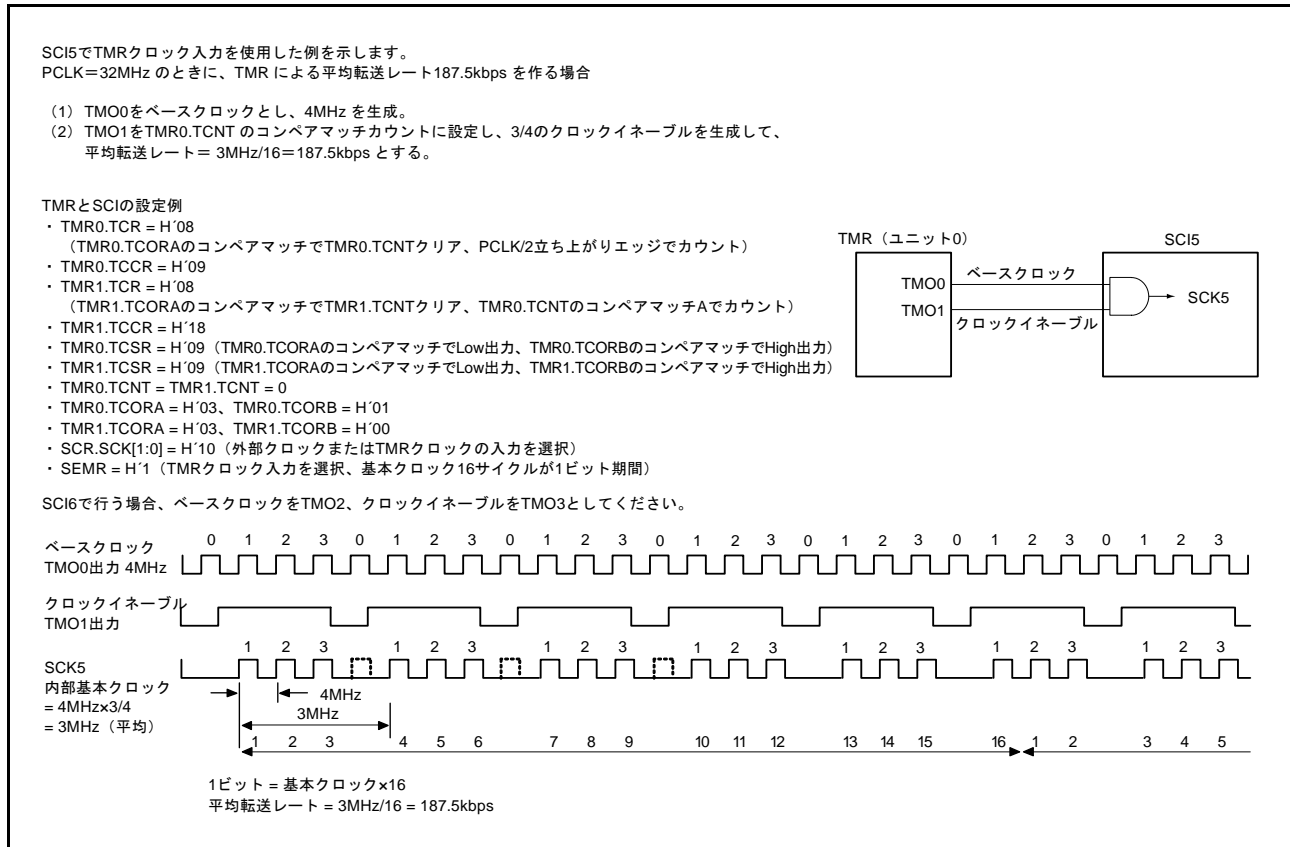 SCI5でTMRクロック入力を使用した例を示します。
PCLK＝32MHz のときに、TMR による平均転送レート187.5kbps を作る場合
（1） TMO0をベースクロックとし、4MHz を生成。
（2） TMO1をTMR0.TCNT のコンペアマッチカウントに設定し、3/4のクロックイネーブルを生成して、
平均転送レート＝ 3MHz/16＝187.5kbps とする。
TMRとSCIの設定例
・ TMR0.TCR = H´08
（TMR0.TCORAのコンペアマッチでTMR0.TCNTクリア、PCLK/2立ち上がりエッジでカウント）
・ TMR0.TCCR = H´09
・ TMR1.TCR = H´08
（TMR1.TCORAのコンペアマッチでTMR1.TCNTクリア、TMR0.TCNTのコンペアマッチAでカウント）
・ TMR1.TCCR = H´18
・ TMR0.TCSR = H´09（TMR0.TCORAのコンペアマッチでLow出力、TMR0.TCORBのコンペアマッチでHigh出力）
・ TMR1.TCSR = H´09（TMR1.TCORAのコンペアマッチでLow出力、TMR1.TCORBのコンペアマッチでHigh出力）
・ TMR0.TCNT = TMR1.TCNT = 0
・ TMR0.TCORA = H´03、TMR0.TCORB = H´01
・ TMR1.TCORA = H´03、TMR1.TCORB = H´00
・ SCR.SCK[1:0] = H´10（外部クロックまたはTMRクロックの入力を選択）
・ SEMR = H´1（TMRクロック入力を選択、基本クロック16サイクルが1ビット期間）
TMR（ユニット0）
SCI5
TMO0
ベースクロック
TMO1
クロックイネーブル
SCK5
SCI6で行う場合、ベースクロックをTMO2、クロックイネーブルをTMO3としてください。
0 1 2 3 0 1 2 3 0 1 2 3 0 1 2 3 0 1 2 3 0 1 2 3 0 1 2 3
ベースクロック
TMO0出力 4MHz
クロックイネーブル
TMO1出力
1 2 3 1 2 3 1 2 3 1 2 3 1 2 3 1 2 3 1 2 3
SCK5
内部基本クロック
= 4MHz×3/4
= 3MHz（平均）
4MHz
3MHz
1 2 3 4 5 6 7 8 9 10 11 12 13 14 15 16 1 2 3 4 5
1ビット = 基本クロック×16
平均転送レート = 3MHz/16 = 187.5kbps